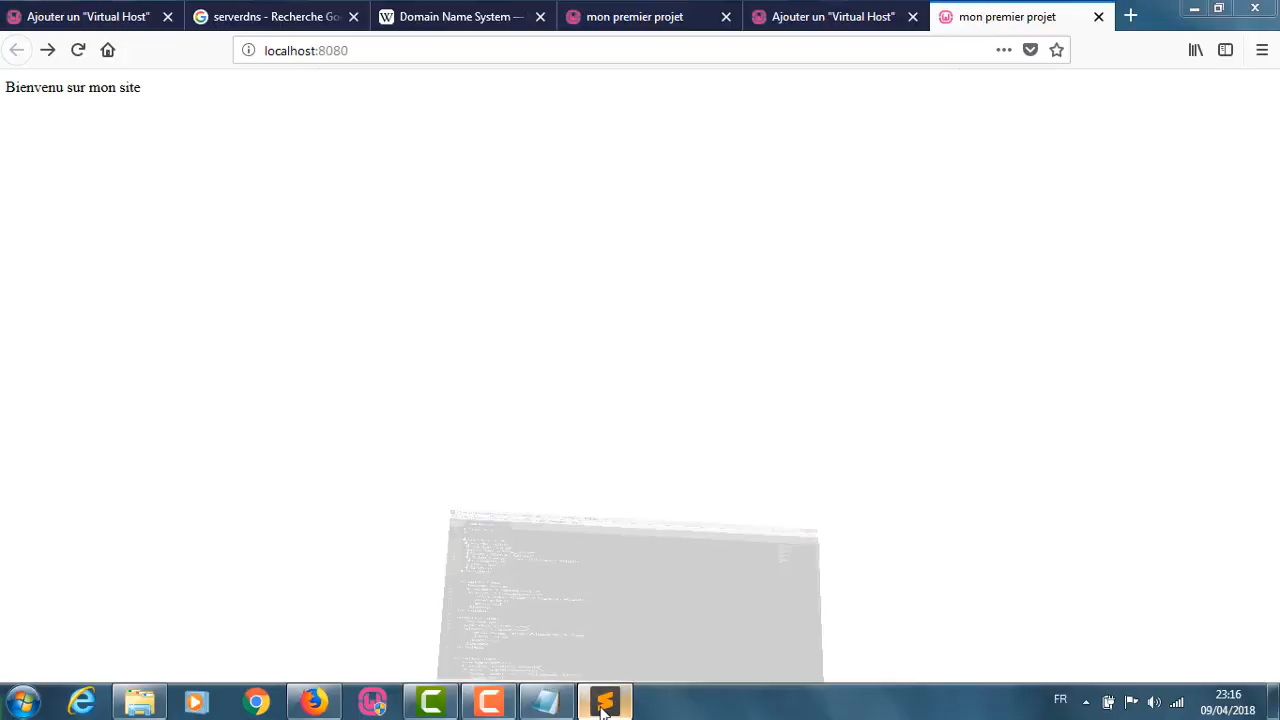 Ajouter un "Virtual Host"
serverdns - Recherche Go
Domain Name System —
mon premier projet
Ajouter un "Virtual Host"
mon premier projet
localhost:8080
Bienvenu sur mon site
FR
23:16
09/04/2018